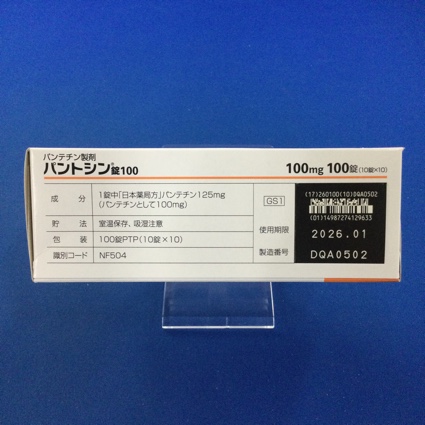 パンテチン製剤
パントシン®錠100
100mg 100錠(10錠×10)
成分 1錠中「日本薬局方」パンテチン125mg
(パンテチンとして100mg)
貯法 室温保存、吸湿注意
包装 100錠PTP(10錠×10)
識別コード NF504
GS1
(17)260100(10)DQA0502
(01)14987274129633
使用期限 2026.01
製造番号 DQA0502